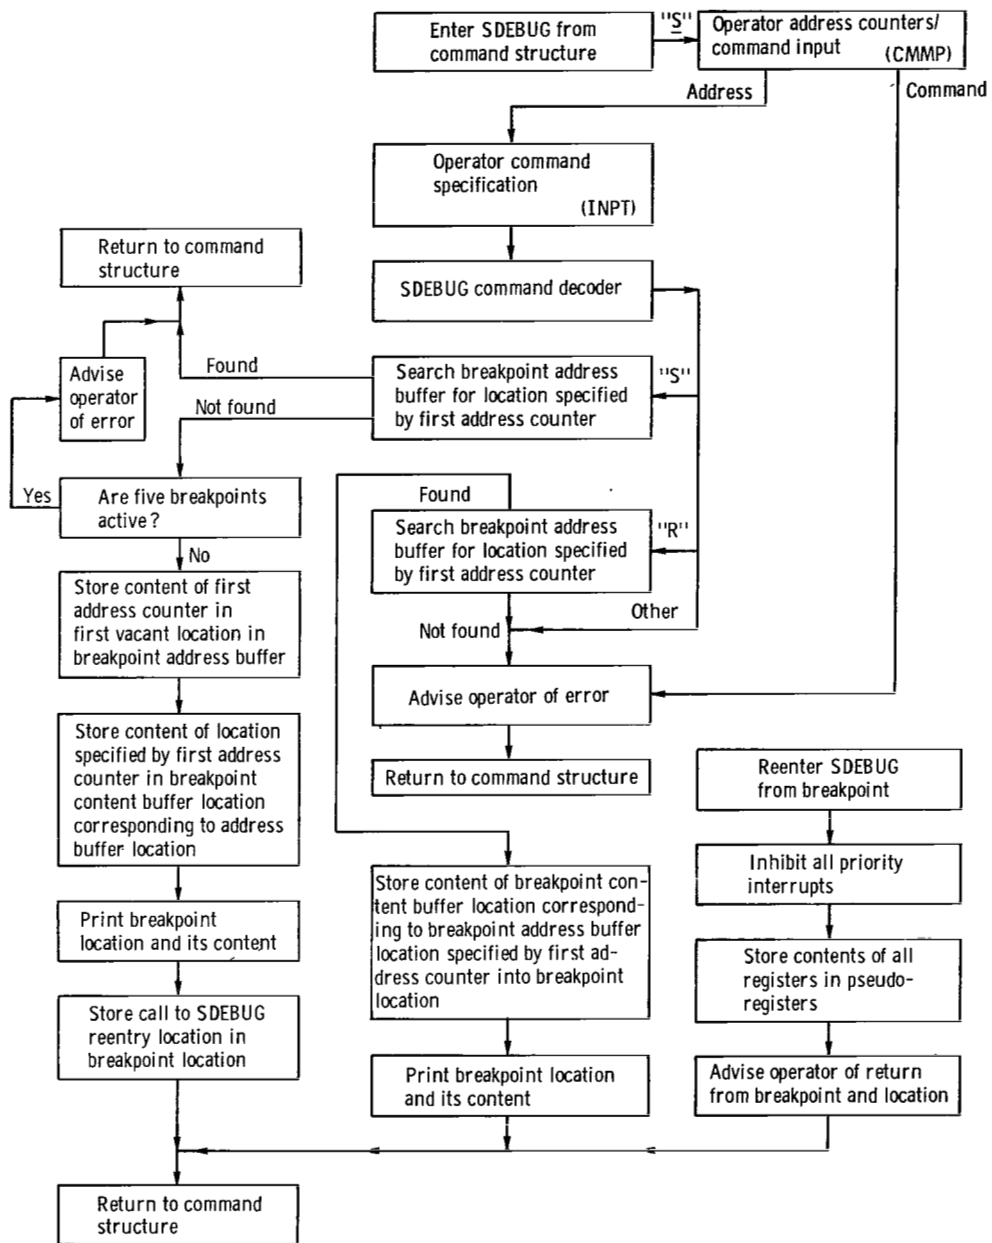 Enter SDEBUG from
command structure
"S"
Operator address counters/
command input
(CMMP)
Address
Command
Operator command
specification
(INPT)
Return to command
structure
SDEBUG command decoder
Advise
operator
of error
Found
Not found
Search breakpoint address
buffer for location specified
by first address counter
"S"
Yes
Are five breakpoints
active?
No
Found
Search breakpoint address
buffer for location specified
by first address counter
"R"
Other
Not found
Store content of first
address counter in
first vacant location in
breakpoint address buffer
Advise operator of error
Return to command structure
Store content of location
specified by first address
counter in breakpoint
content buffer location
corresponding to address
buffer location
Reenter SDEBUG
from breakpoint
Inhibit all priority
interrupts
Store content of breakpoint con-
tent buffer location correspond-
ing to breakpoint address buffer
location specified by first ad-
dress counter into breakpoint
location
Print breakpoint
location and its content
Store contents of all
registers in pseudo-
registers
Store call to SDEBUG
reentry location in
breakpoint location
Print breakpoint location
and its content
Advise operator of return
from breakpoint and location
Return to command
structure